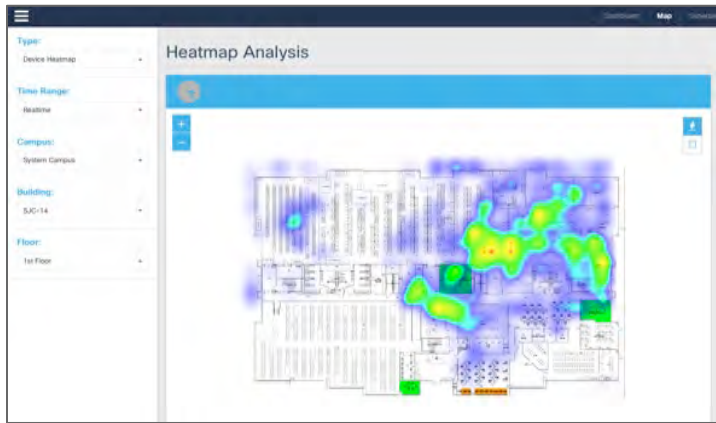 Dashboard Map
Heatmap Analysis
Type:
Device Heatmap
Time Range:
Realtime
Campus:
System Campus
Building:
SJC-14
Floor:
1st Floor
+
−